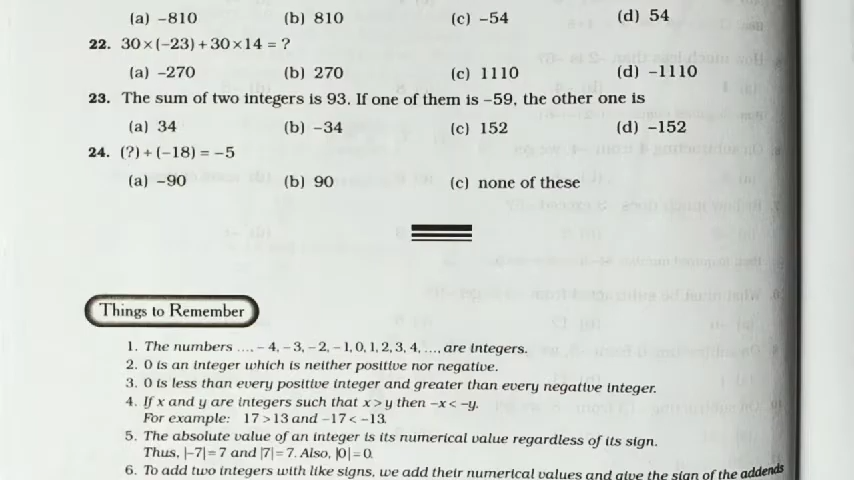 (a) −810 (b) 810 (c) −54 (d) 54
22. 30×(−23)+30×14 = ?
(a) −270 (b) 270 (c) 1110 (d) −1110
23. The sum of two integers is 93. If one of them is −59, the other one is
(a) 34 (b) −34 (c) 152 (d) −152
24. (?)+(−18) = −5
(a) −90 (b) 90 (c) none of these
Things to Remember
1. The numbers ...., −4, −3, −2, −1, 0, 1, 2, 3, 4, ...., are integers.
2. 0 is an integer which is neither positive nor negative.
3. 0 is less than every positive integer and greater than every negative integer.
4. If x and y are integers such that x > y then −x < −y.
For example: 17 > 13 and −17 < −13.
5. The absolute value of an integer is its numerical value regardless of its sign.
Thus, |−7| = 7 and |7| = 7. Also, |0| = 0.
6. To add two integers with like signs, we add their numerical values and give the sign of the addends